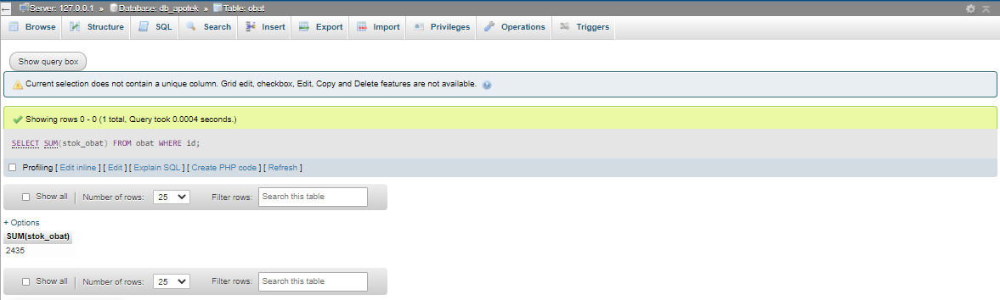 Server: 127.0.0.1 » Database: db_apotek » Table: obat
Browse Structure SQL Search Insert Export Import Privileges Operations Triggers
Show query box
Current selection does not contain a unique column. Grid edit, checkbox, Edit, Copy and Delete features are not available.
Showing rows 0 - 0 (1 total, Query took 0.0004 seconds.)
SELECT SUM(stok_obat) FROM obat WHERE id;
Profiling [ Edit inline ] [ Edit ] [ Explain SQL ] [ Create PHP code ] [ Refresh ]
Show all | Number of rows: 25 Filter rows: Search this table
+ Options
SUM(stok_obat)
2435
Show all | Number of rows: 25 Filter rows: Search this table